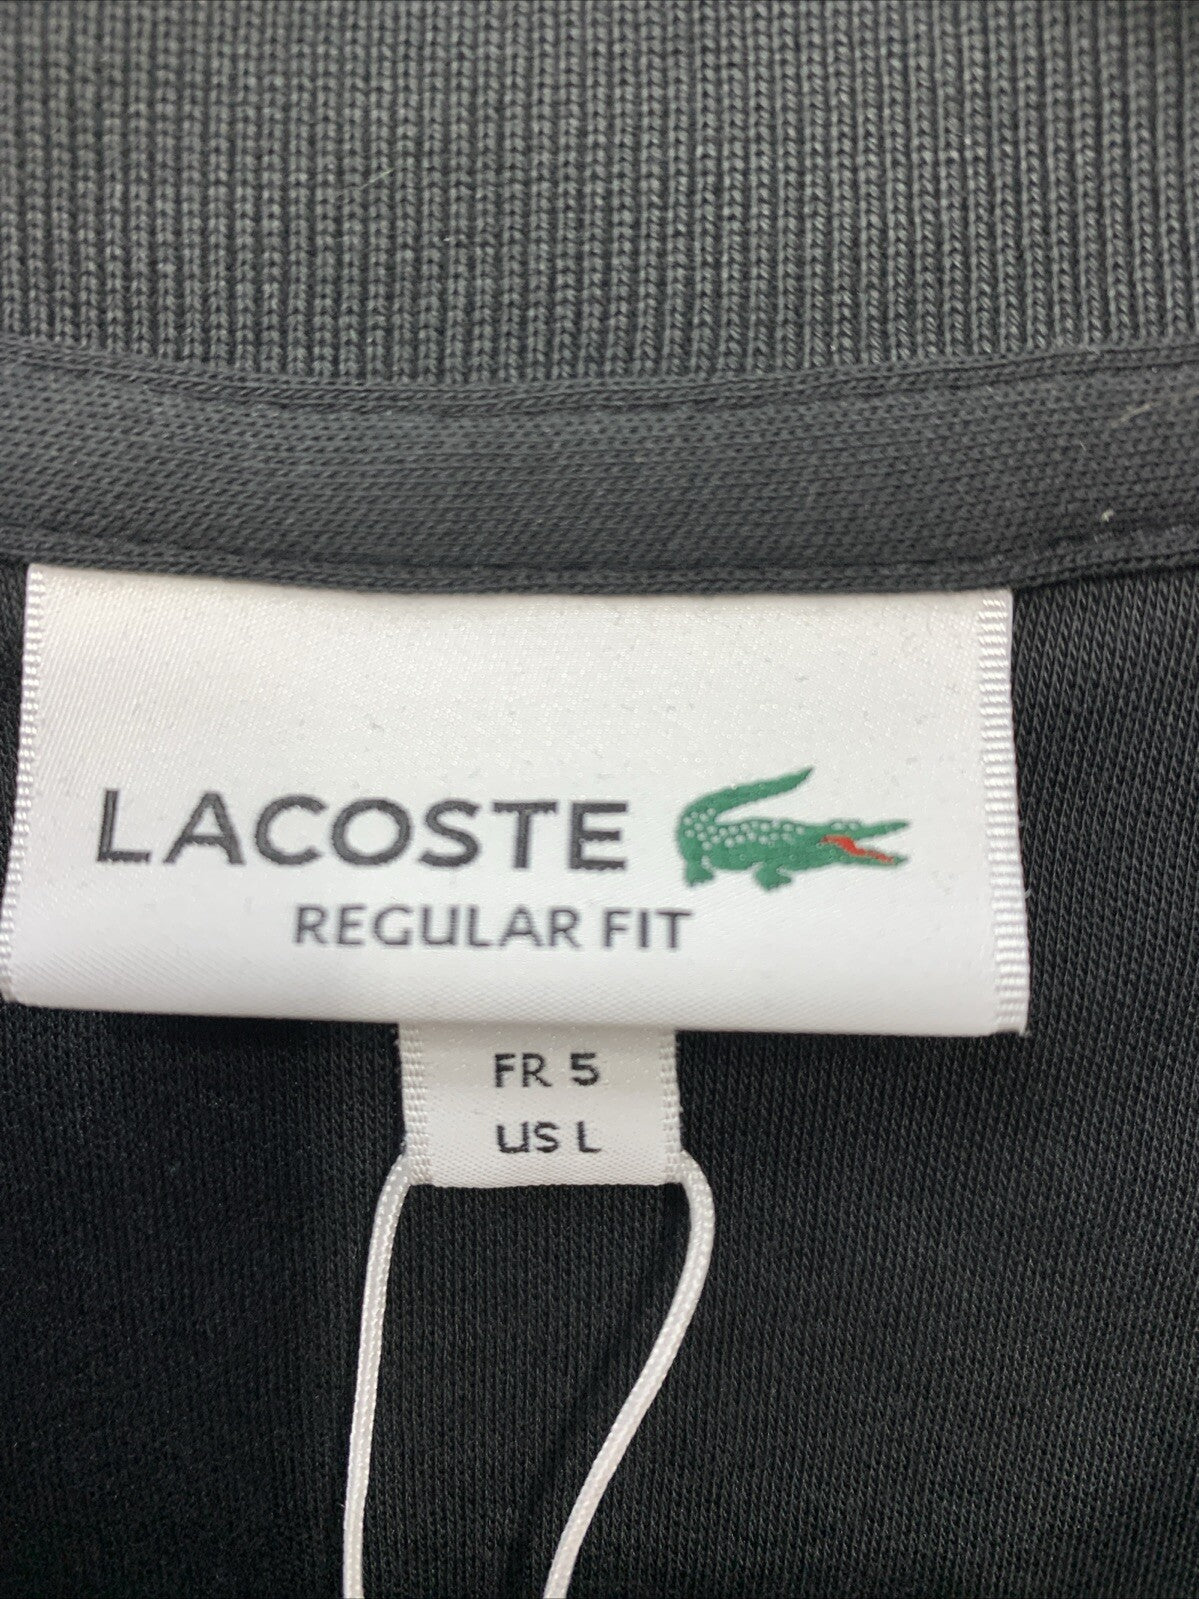 LACOSTE
REGULAR FIT
FR 5
US L